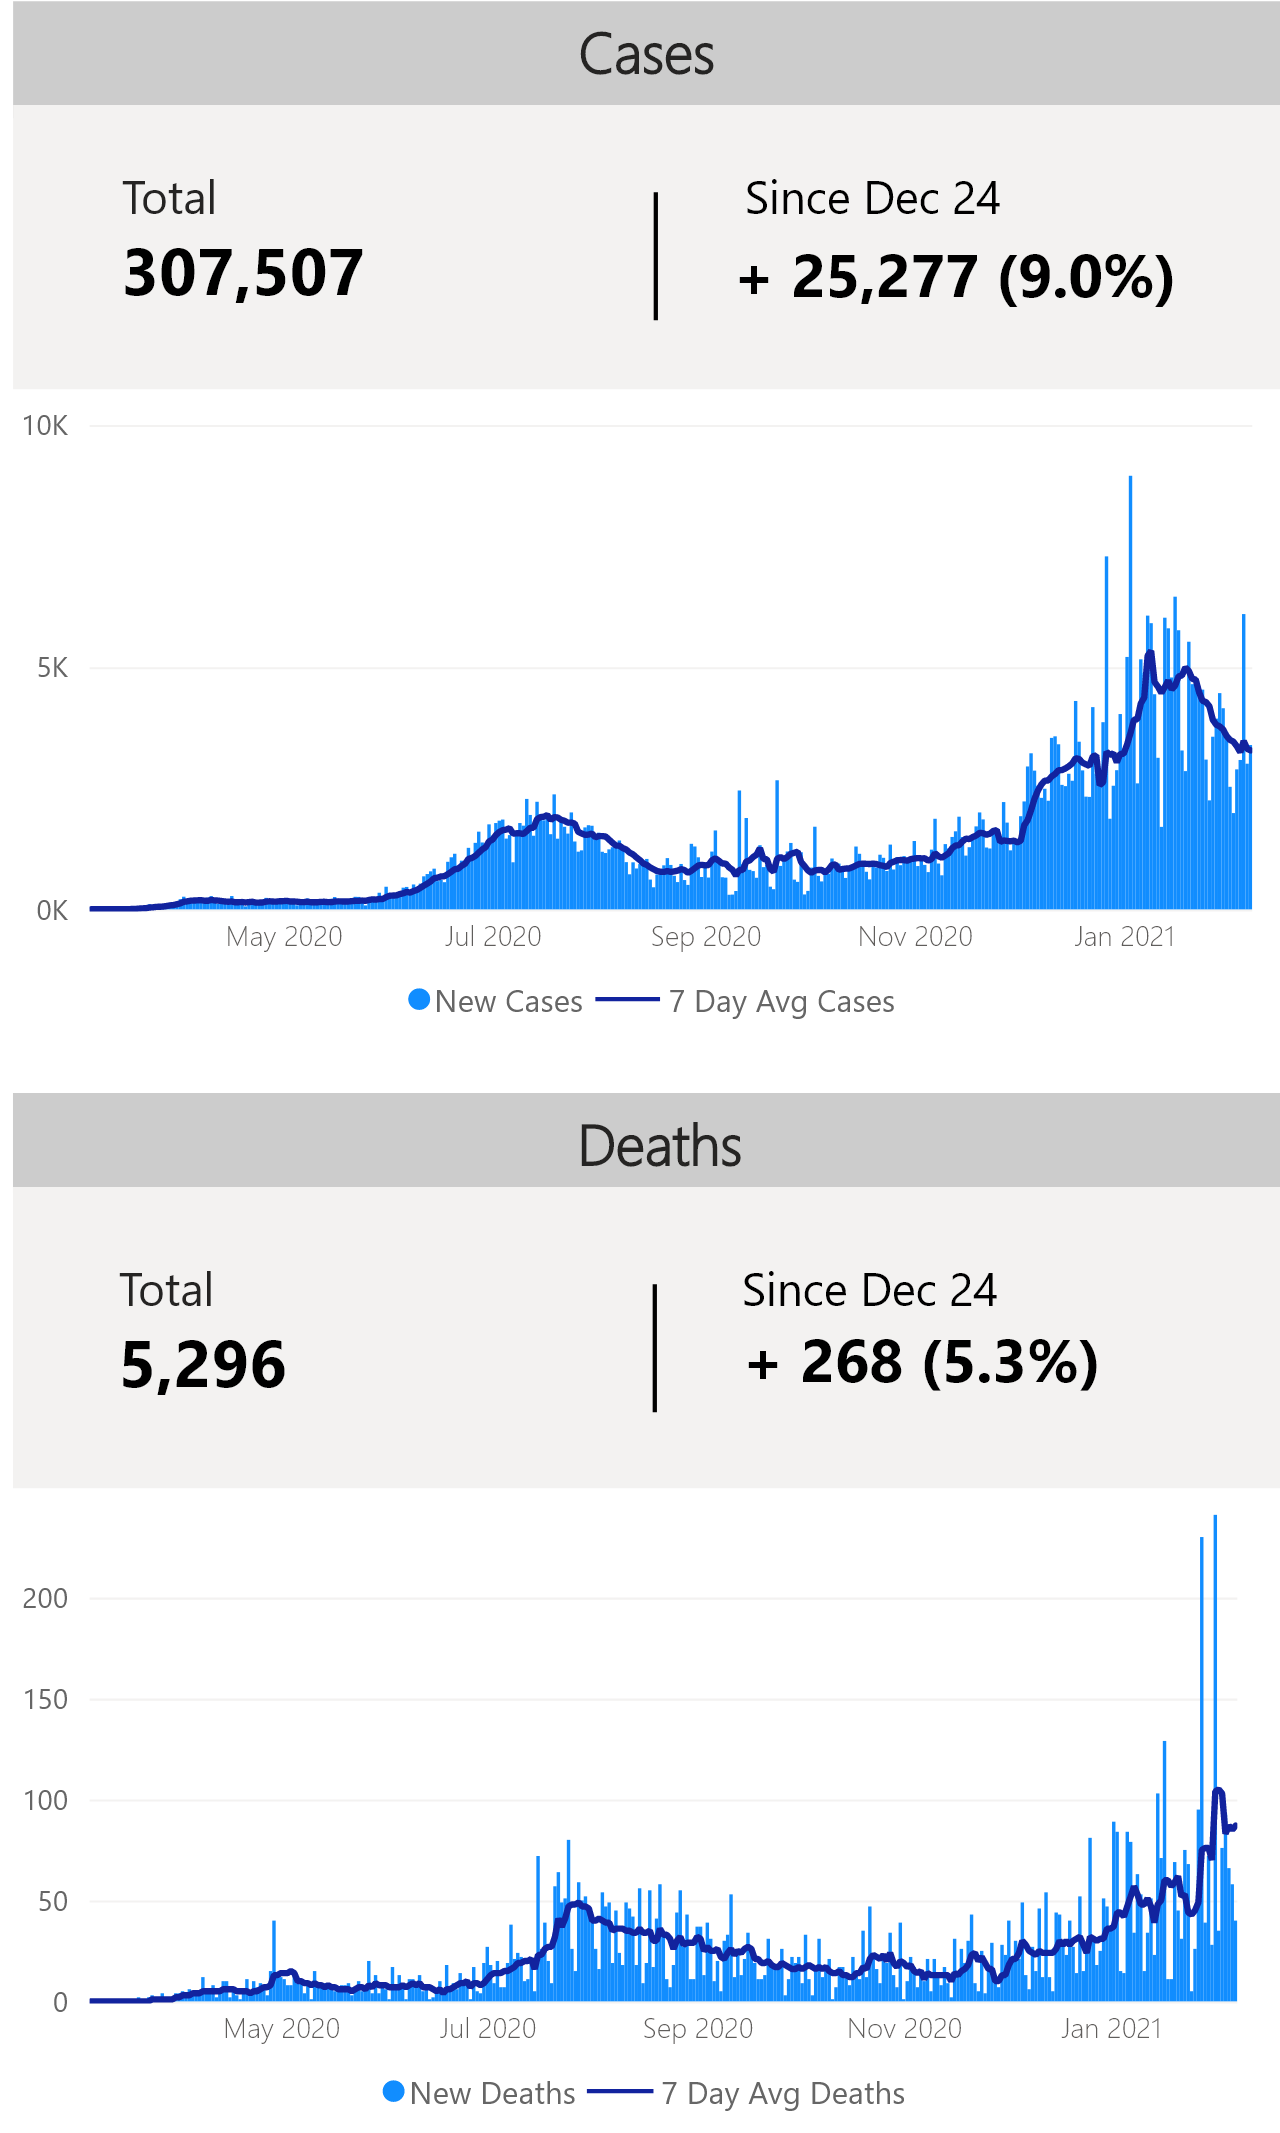 Cases
Total
Since Dec 24
307,507
+ 25,277 (9.0%)
10K
5K
0K
May 2020
Jul 2020
Sep 2020
Nov 2020
Jan 2021
New Cases
7 Day Avg Cases
Deaths
Total
Since Dec 24
5,296
+ 268 (5.3%)
200
150
100
50
0
May 2020
Jul 2020
Sep 2020
Nov 2020
Jan 2021
New Deaths
7 Day Avg Deaths